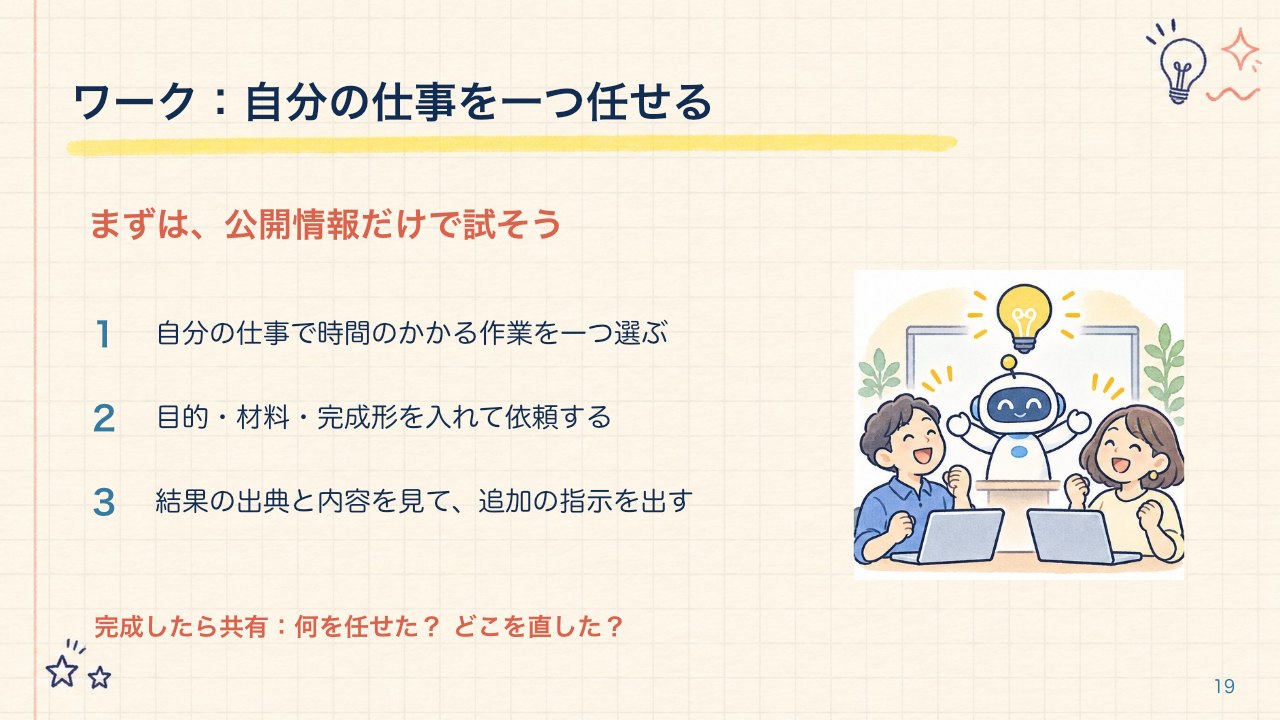 ワーク：自分の仕事を一つ任せる
まずは、公開情報だけで試そう
1 自分の仕事で時間のかかる作業を一つ選ぶ
2 目的・材料・完成形を入れて依頼する
3 結果の出典と内容を見て、追加の指示を出す
完成したら共有：何を任せた？ どこを直した？
19